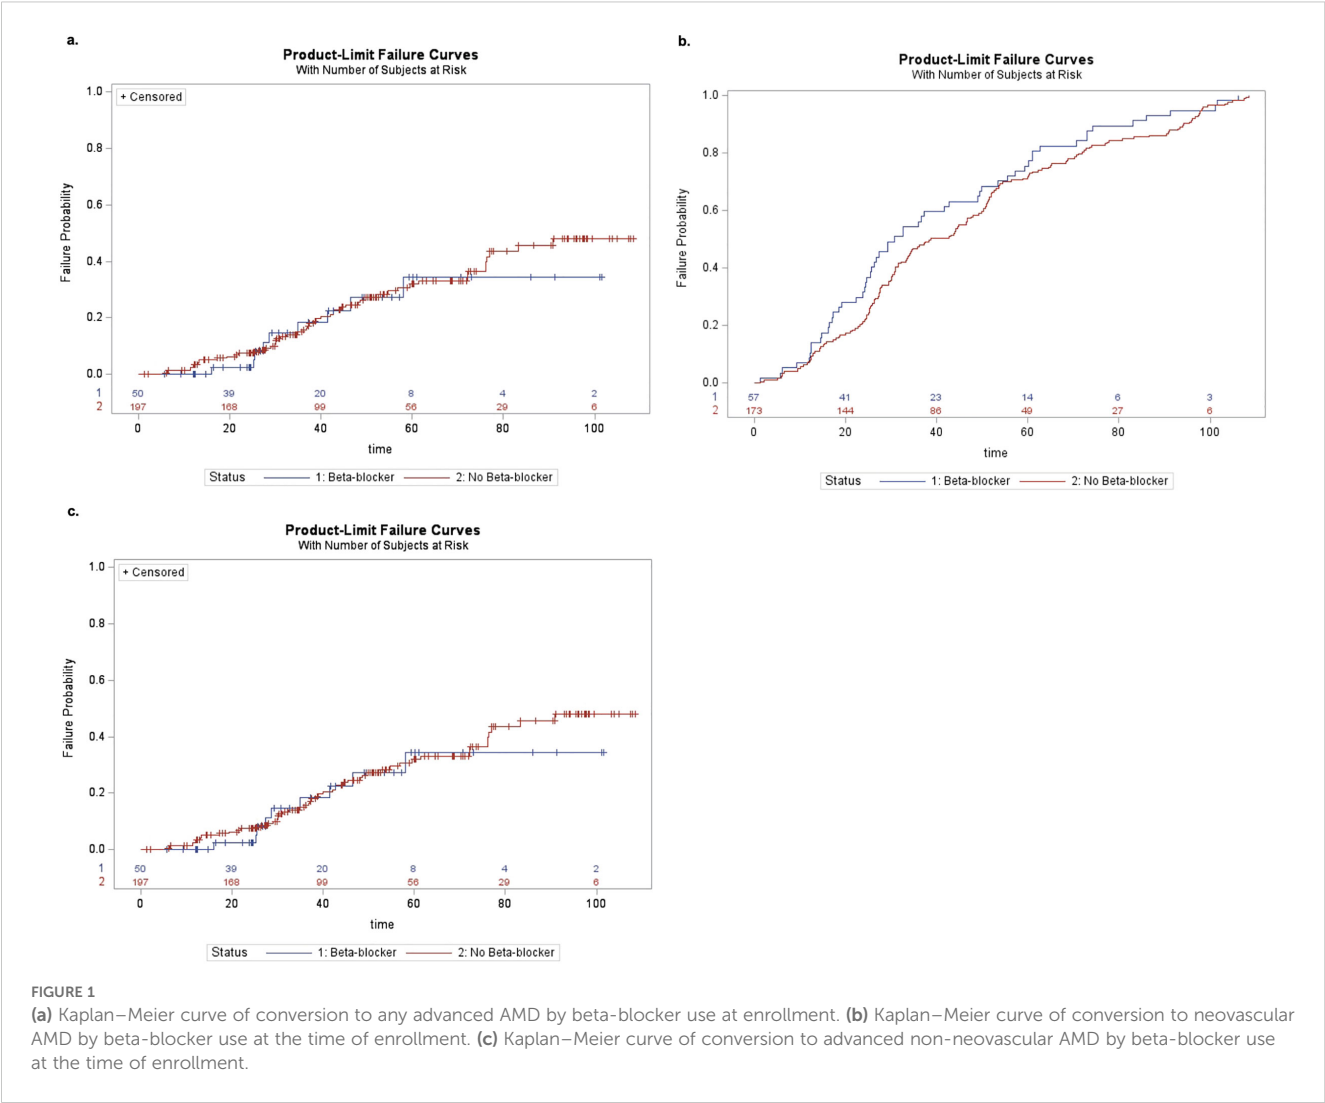 a.
Product-Limit Failure Curves
With Number of Subjects at Risk
+ Censored
Failure Probability
1.0
0.8
0.6
0.4
0.2
0.0
1 50 39 20 8 4 2
2 197 168 99 56 29 6
0 20 40 60 80 100
time
Status 1: Beta-blocker 2: No Beta-blocker
b.
Product-Limit Failure Curves
With Number of Subjects at Risk
Failure Probability
1.0
0.8
0.6
0.4
0.2
0.0
1 57 41 23 14 6 3
2 173 144 86 49 27 6
0 20 40 60 80 100
time
Status 1: Beta-blocker 2: No Beta-blocker
c.
Product-Limit Failure Curves
With Number of Subjects at Risk
+ Censored
Failure Probability
1.0
0.8
0.6
0.4
0.2
0.0
1 50 39 20 8 4 2
2 197 168 99 56 29 6
0 20 40 60 80 100
time
Status 1: Beta-blocker 2: No Beta-blocker
FIGURE 1
(a) Kaplan–Meier curve of conversion to any advanced AMD by beta-blocker use at enrollment. (b) Kaplan–Meier curve of conversion to neovascular
AMD by beta-blocker use at the time of enrollment. (c) Kaplan–Meier curve of conversion to advanced non-neovascular AMD by beta-blocker use
at the time of enrollment.